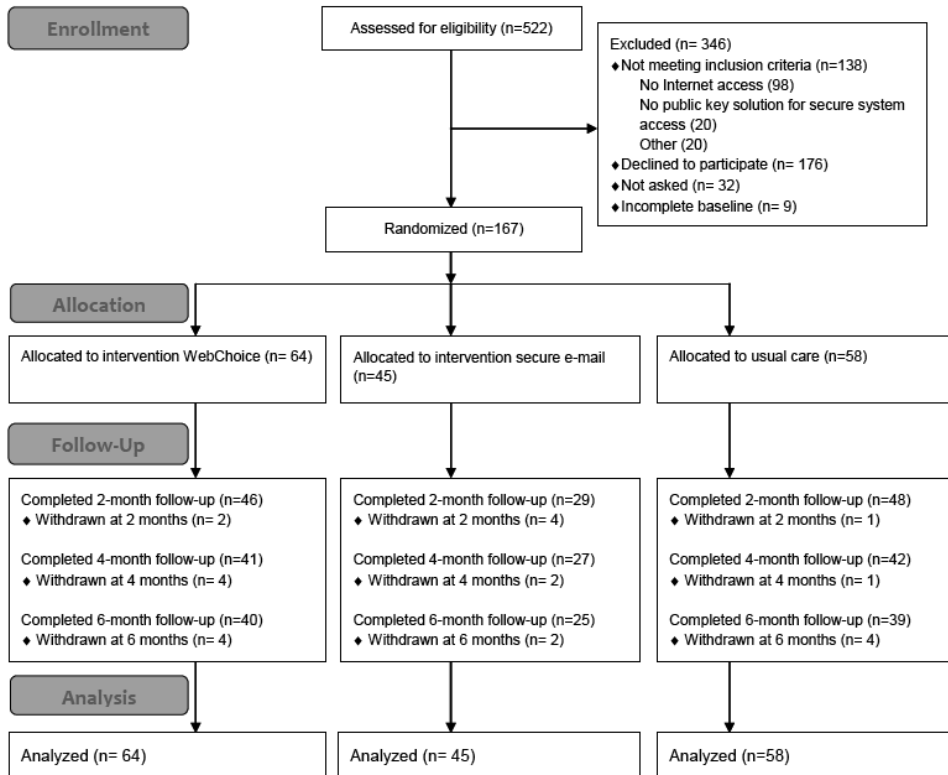 Enrollment
Assessed for eligibility (n=522)
Excluded (n= 346)
♦Not meeting inclusion criteria (n=138)
No Internet access (98)
No public key solution for secure system
access (20)
Other (20)
♦Declined to participate (n= 176)
♦Not asked (n= 32)
♦Incomplete baseline (n= 9)
Randomized (n=167)
Allocation
Allocated to intervention WebChoice (n= 64)
Allocated to intervention secure e-mail
(n=45)
Allocated to usual care (n=58)
Follow-Up
Completed 2-month follow-up (n=46)
♦ Withdrawn at 2 months (n= 2)
Completed 4-month follow-up (n=41)
♦ Withdrawn at 4 months (n= 4)
Completed 6-month follow-up (n=40)
♦ Withdrawn at 6 months (n= 4)
Completed 2-month follow-up (n=29)
♦ Withdrawn at 2 months (n= 4)
Completed 4-month follow-up (n=27)
♦ Withdrawn at 4 months (n= 2)
Completed 6-month follow-up (n=25)
♦ Withdrawn at 6 months (n= 2)
Completed 2-month follow-up (n=48)
♦ Withdrawn at 2 months (n= 1)
Completed 4-month follow-up (n=42)
♦ Withdrawn at 4 months (n= 1)
Completed 6-month follow-up (n=39)
♦ Withdrawn at 6 months (n= 4)
Analysis
Analyzed (n= 64)
Analyzed (n= 45)
Analyzed (n=58)